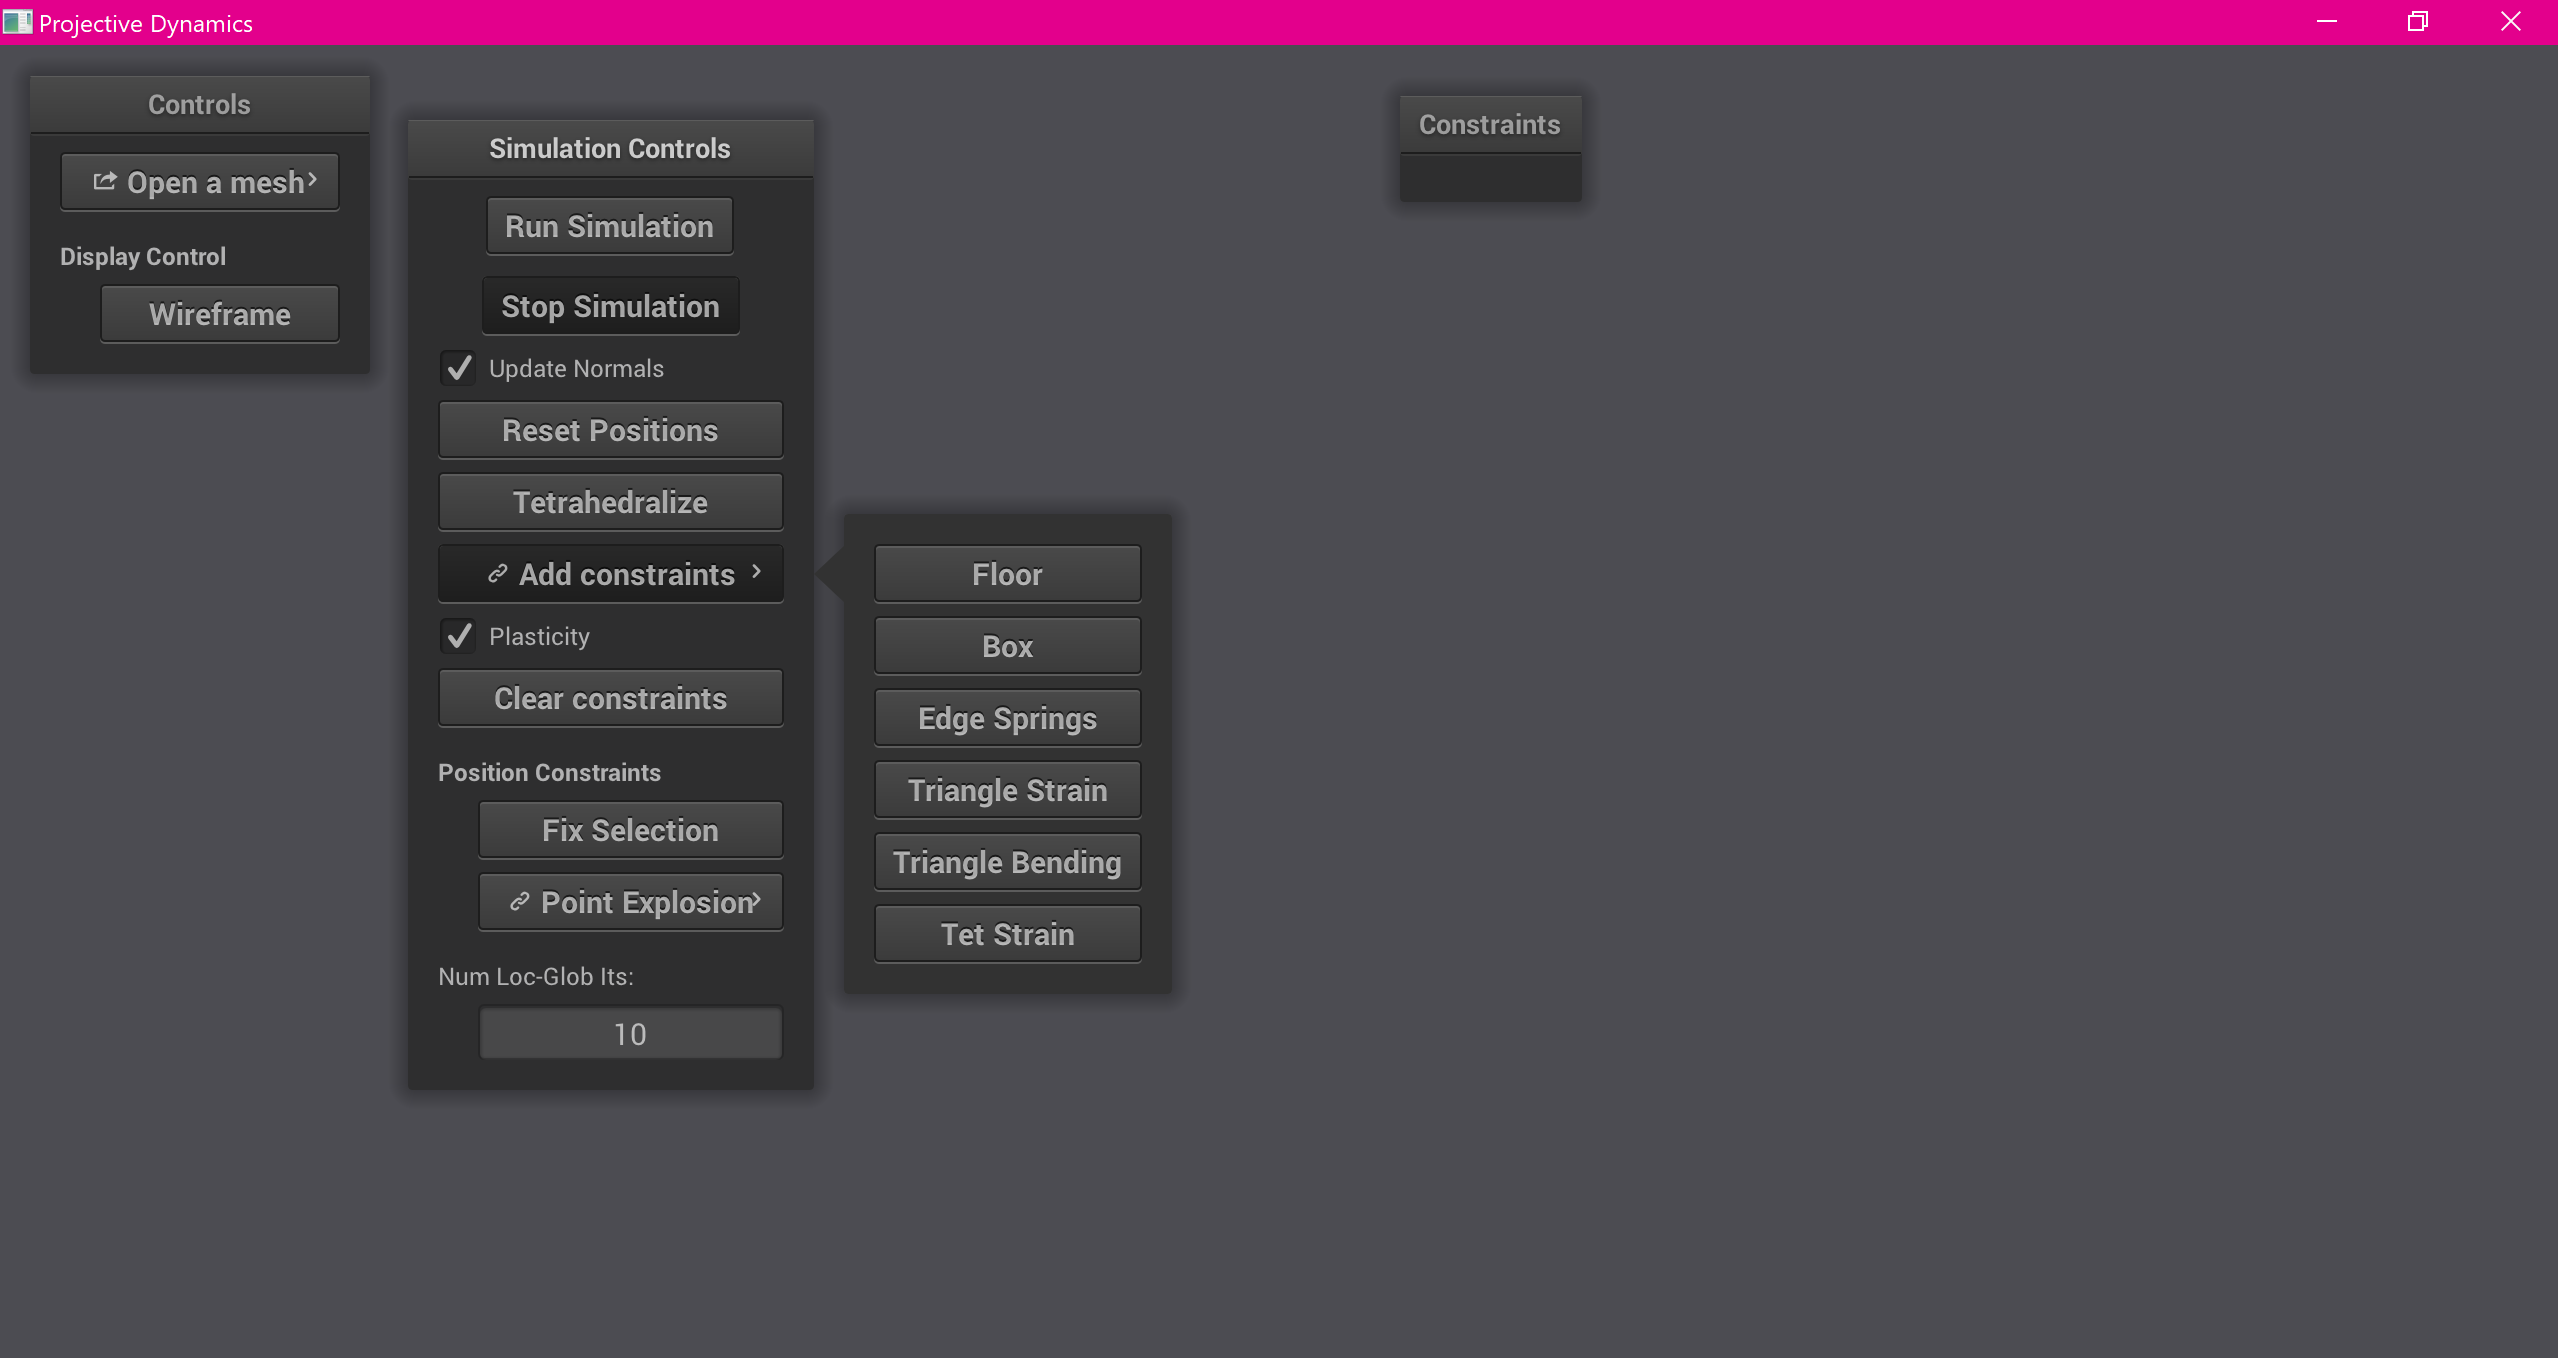 Projective Dynamics
Controls
Open a mesh
Display Control
Wireframe
Simulation Controls
Run Simulation
Stop Simulation
Update Normals
Reset Positions
Tetrahedralize
Add constraints
Plasticity
Clear constraints
Position Constraints
Fix Selection
Point Explosion
Num Loc-Glob Its:
10
Floor
Box
Edge Springs
Triangle Strain
Triangle Bending
Tet Strain
Constraints